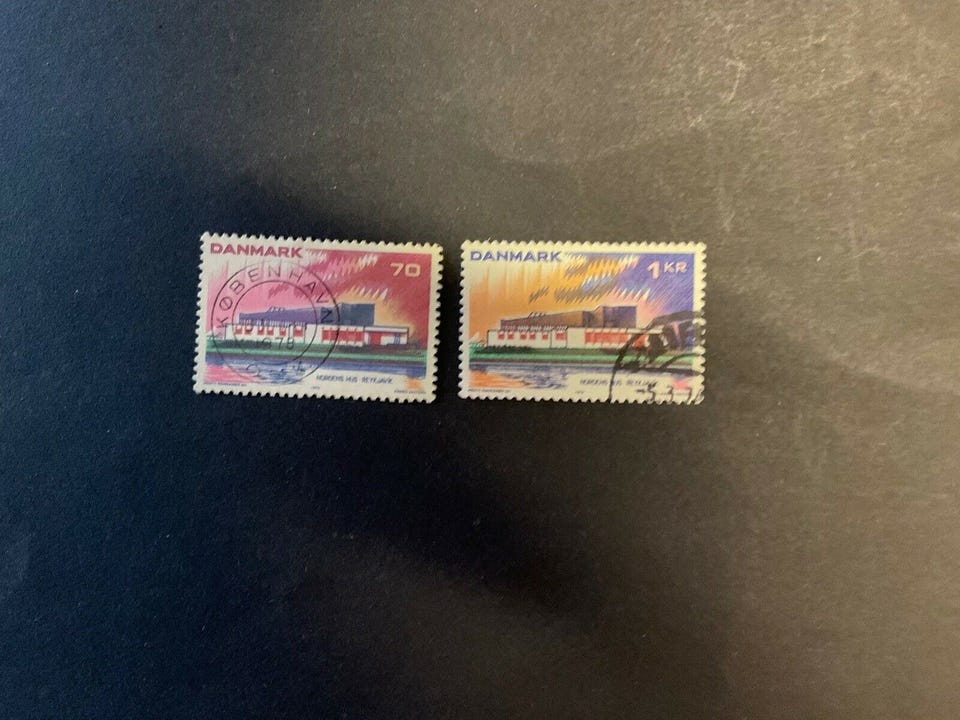 DANMARK
70
KØBENHAVN
NORDENS HUS REYKJAVIK
DANMARK
1 KR
NORDENS HUS REYKJAVIK